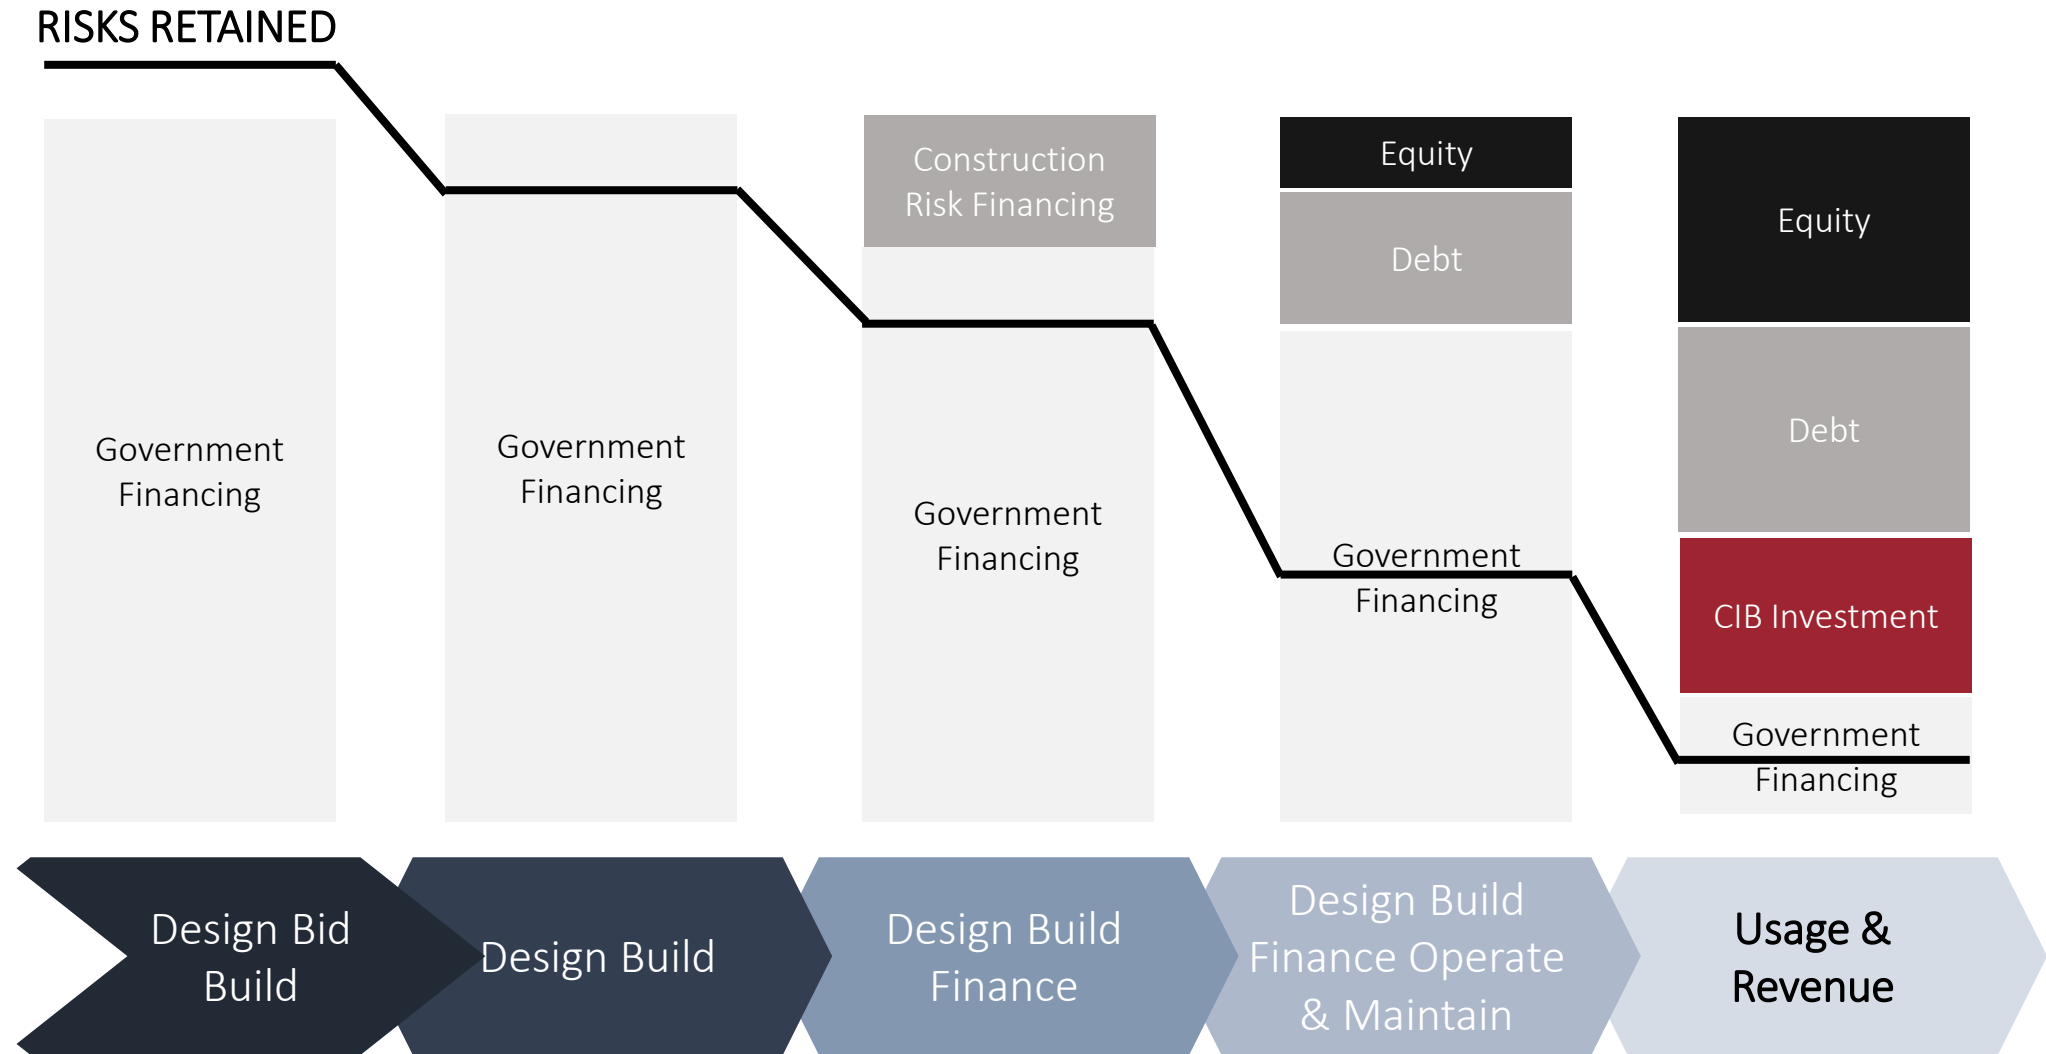 RISKS RETAINED
Government
Financing
Government
Financing
Construction
Risk Financing
Government
Financing
Equity
Debt
Government
Financing
Equity
Debt
CIB Investment
Government
Financing
Design Bid
Build
Design Build
Design Build
Finance
Design Build
Finance Operate
& Maintain
Usage &
Revenue